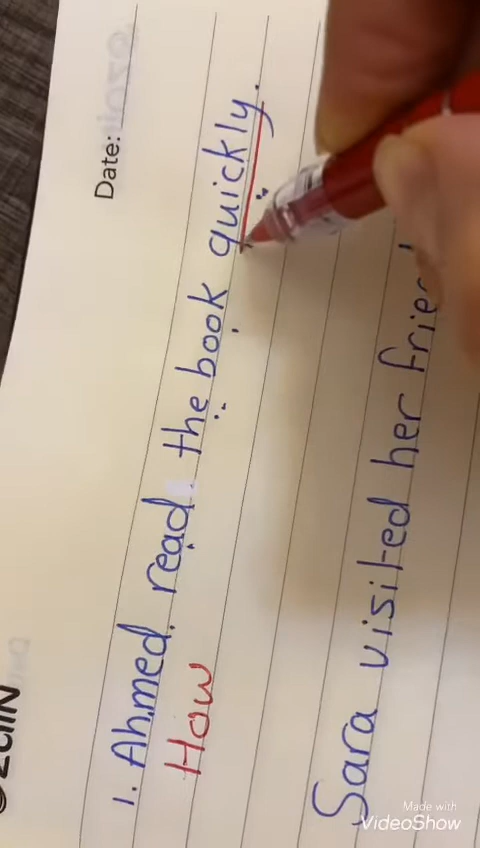 Date:
1. Ahmed. read. the book quickly.
How
Sara visited her
Made with
VideoShow